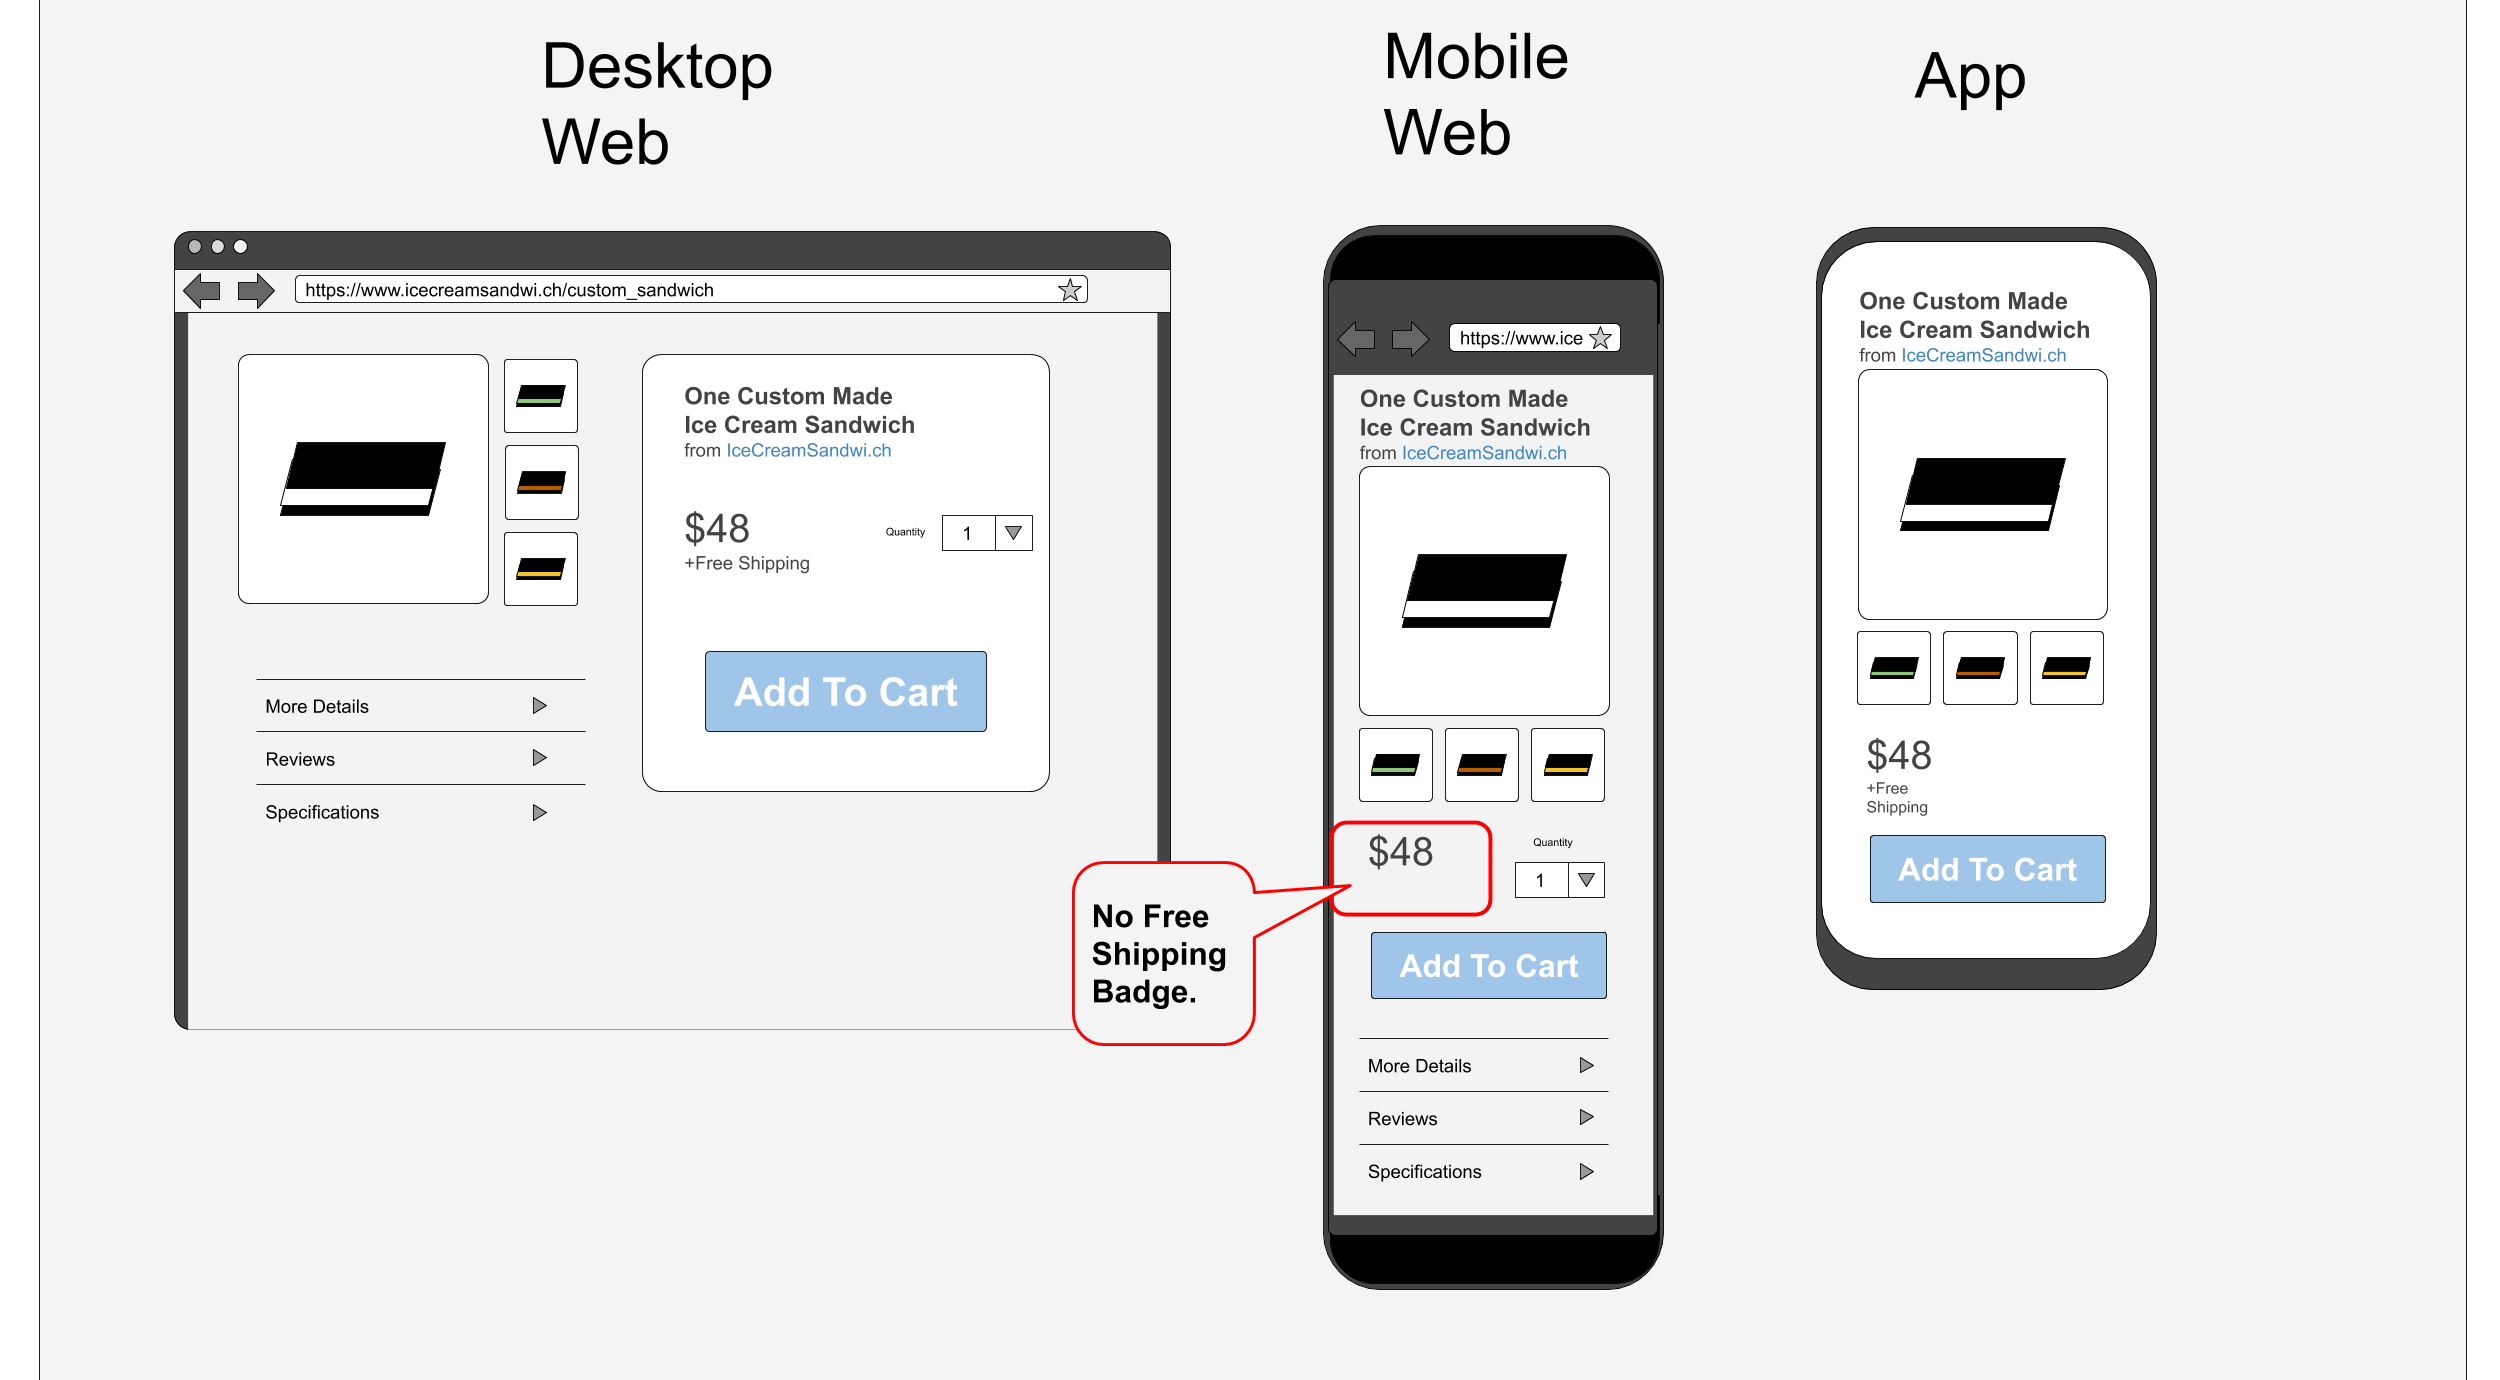 Desktop
Web
https://www.icecreamsandwi.ch/custom_sandwich
One Custom Made
Ice Cream Sandwich
from IceCreamSandwi.ch
$48
+Free Shipping
Quantity
1
Add To Cart
More Details
Reviews
Specifications
No Free
Shipping
Badge.
Mobile
Web
https://www.ice
One Custom Made
Ice Cream Sandwich
from IceCreamSandwi.ch
$48
Quantity
1
Add To Cart
More Details
Reviews
Specifications
App
One Custom Made
Ice Cream Sandwich
from IceCreamSandwi.ch
$48
+Free
Shipping
Add To Cart